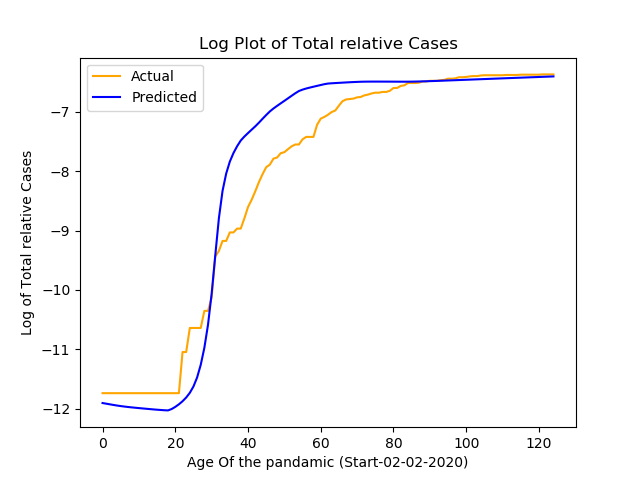 Log Plot of Total relative Cases
Actual
Predicted
Log of Total relative Cases
−7
−8
−9
−10
−11
−12
0 20 40 60 80 100 120
Age Of the pandamic (Start-02-02-2020)